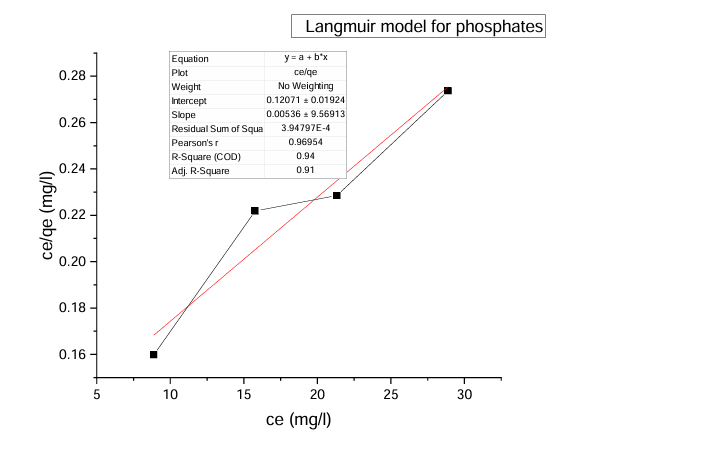 Langmuir model for phosphates
Equation y = a + b*x
Plot ce/qe
Weight No Weighting
Intercept 0.12071 ± 0.01924
Slope 0.00536 ± 9.56913
Residual Sum of Squa 3.94797E-4
Pearson's r 0.96954
R-Square (COD) 0.94
Adj. R-Square 0.91
0.28
0.26
0.24
0.22
0.20
0.18
0.16
ce/qe (mg/l)
5 10 15 20 25 30
ce (mg/l)